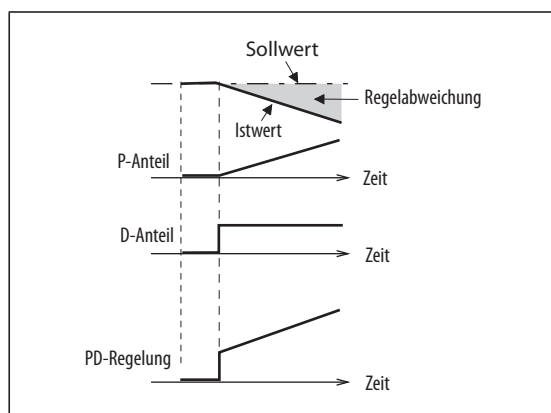 Sollwert
Regelabweichung
Istwert
P-Anteil
Zeit
D-Anteil
Zeit
PD-Regelung
Zeit